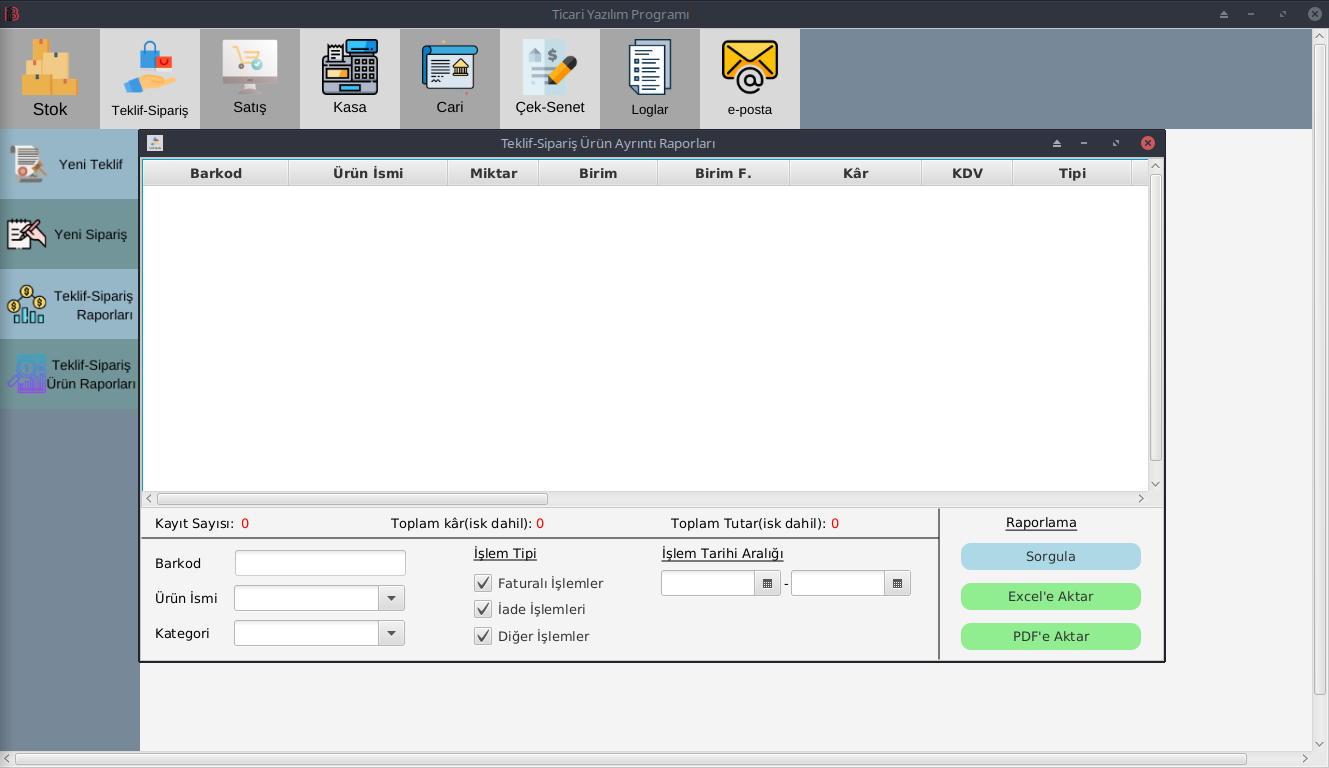 Ticari Yazılım Programı
Stok
Teklif-Sipariş
Satış
Kasa
Cari
Çek-Senet
Loglar
e-posta
Yeni Teklif
Yeni Sipariş
Teklif-Sipariş
Raporları
Teklif-Sipariş
Ürün Raporları
Teklif-Sipariş Ürün Ayrıntı Raporları
Barkod Ürün İsmi Miktar Birim Birim F. Kâr KDV Tipi
Kayıt Sayısı: 0 Toplam kâr(isk dahil): 0 Toplam Tutar(isk dahil): 0
Barkod
Ürün İsmi
Kategori
İşlem Tipi
Faturalı İşlemler
İade İşlemleri
Diğer İşlemler
İşlem Tarihi Aralığı
-
Raporlama
Sorgula
Excel'e Aktar
PDF'e Aktar